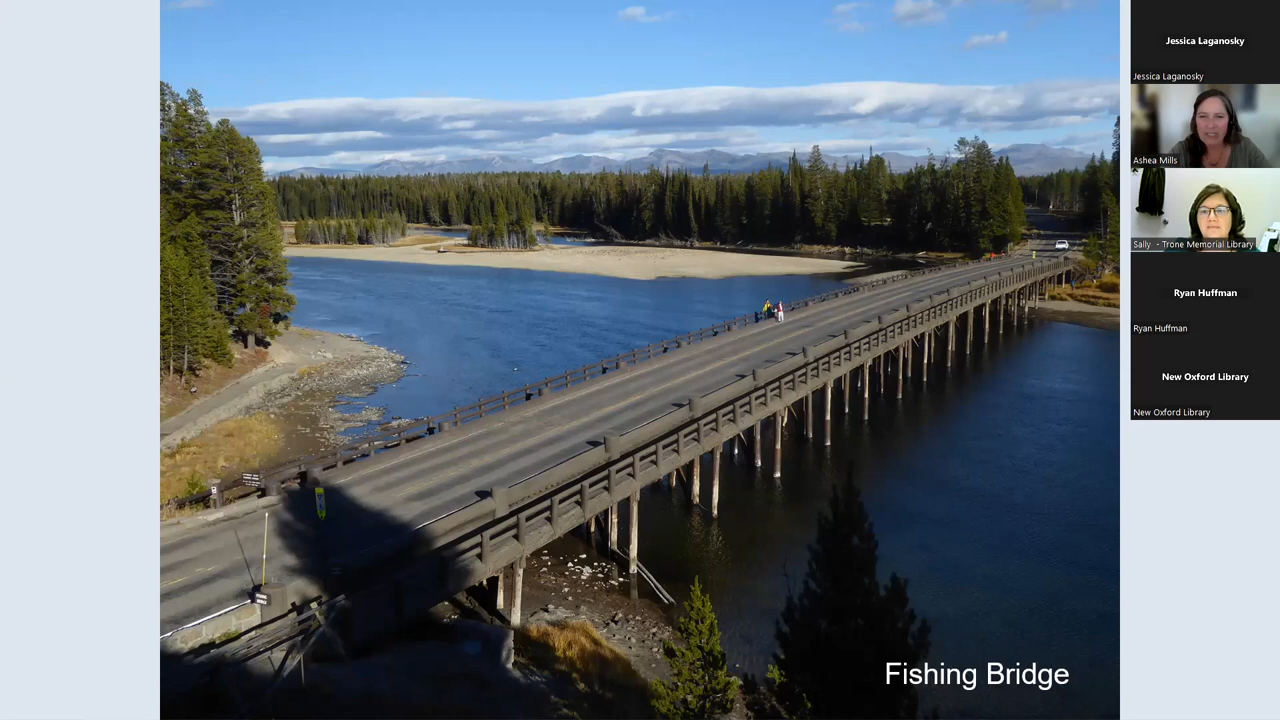 Fishing Bridge
Jessica Laganosky
Jessica Laganosky
Ashea Mills
Sally - Trone Memorial Library
Ryan Huffman
Ryan Huffman
New Oxford Library
New Oxford Library